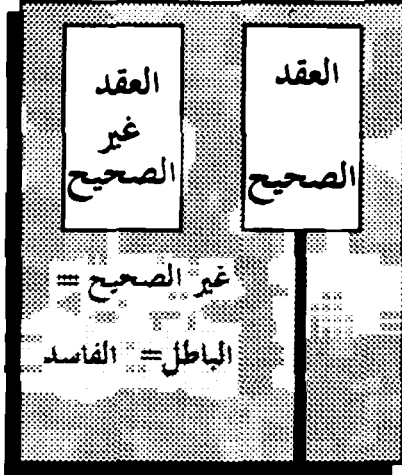 العقد
الصحيح
العقد
غير
الصحيح
غير الصحيح =
الباطل = الفاسد